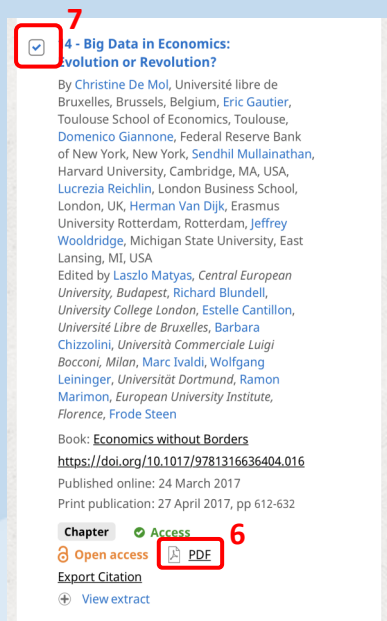 7
14 - Big Data in Economics:
Evolution or Revolution?
By Christine De Mol, Université libre de
Bruxelles, Brussels, Belgium, Eric Gautier,
Toulouse School of Economics, Toulouse,
Domenico Giannone, Federal Reserve Bank
of New York, New York, Sendhil Mullainathan,
Harvard University, Cambridge, MA, USA,
Lucrezia Reichlin, London Business School,
London, UK, Herman Van Dijk, Erasmus
University Rotterdam, Rotterdam, Jeffrey
Wooldridge, Michigan State University, East
Lansing, MI, USA
Edited by Laszlo Matyas, Central European
University, Budapest, Richard Blundell,
University College London, Estelle Cantillon,
Université Libre de Bruxelles, Barbara
Chizzolini, Università Commerciale Luigi
Bocconi, Milan, Marc Ivaldi, Wolfgang
Leininger, Universität Dortmund, Ramon
Marimon, European University Institute,
Florence, Frode Steen
Book: Economics without Borders
https://doi.org/10.1017/9781316636404.016
Published online: 24 March 2017
Print publication: 27 April 2017, pp 612-632
Chapter Access
6
Open access PDF
Export Citation
View extract